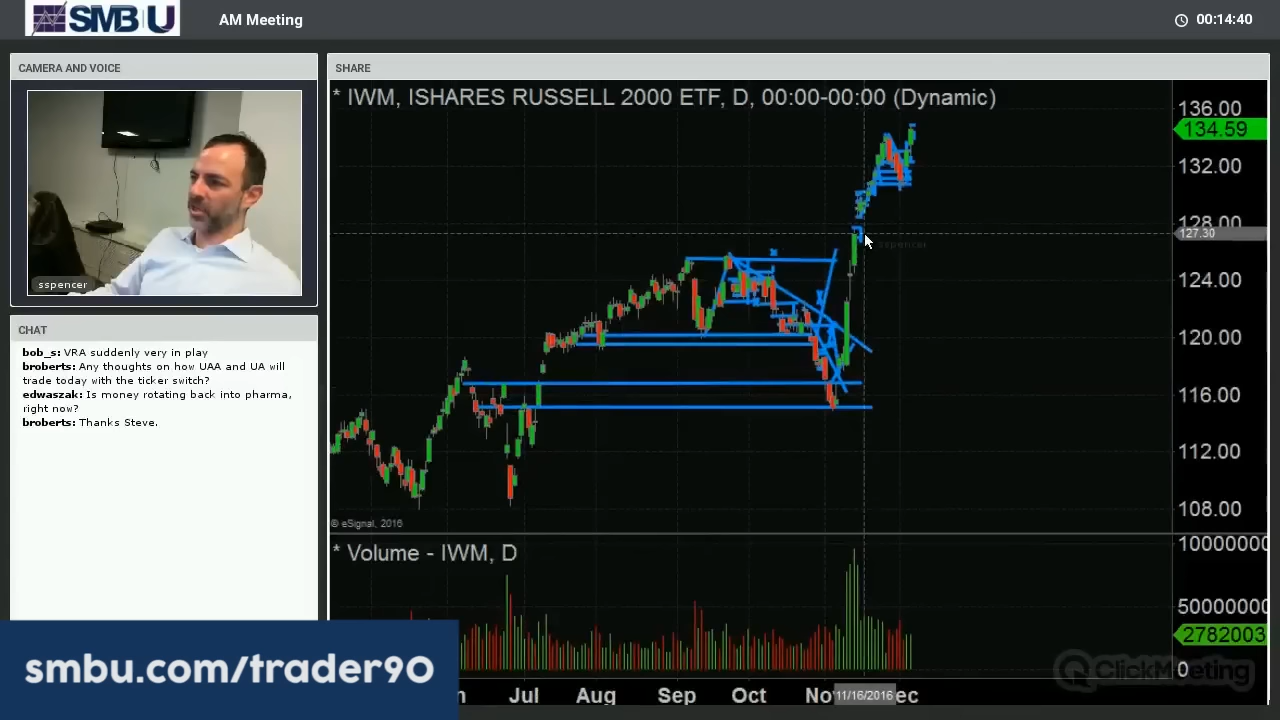 SMB U
AM Meeting
00:14:40
CAMERA AND VOICE
SHARE
sspencer
CHAT
bob_s: VRA suddenly very in play
broberts: Any thoughts on how UAA and UA will
trade today with the ticker switch?
edwaszak: Is money rotating back into pharma,
right now?
broberts: Thanks Steve.
* IWM, ISHARES RUSSELL 2000 ETF, D, 00:00-00:00 (Dynamic)
136.00
134.59
132.00
128.00
127.30
sspencer
124.00
120.00
116.00
112.00
108.00
© eSignal, 2016
* Volume - IWM, D
10000000
50000000
2782003
0
Jul Aug Sep Oct No 11/16/2016 ec
ClickMeeting
smbu.com/trader90